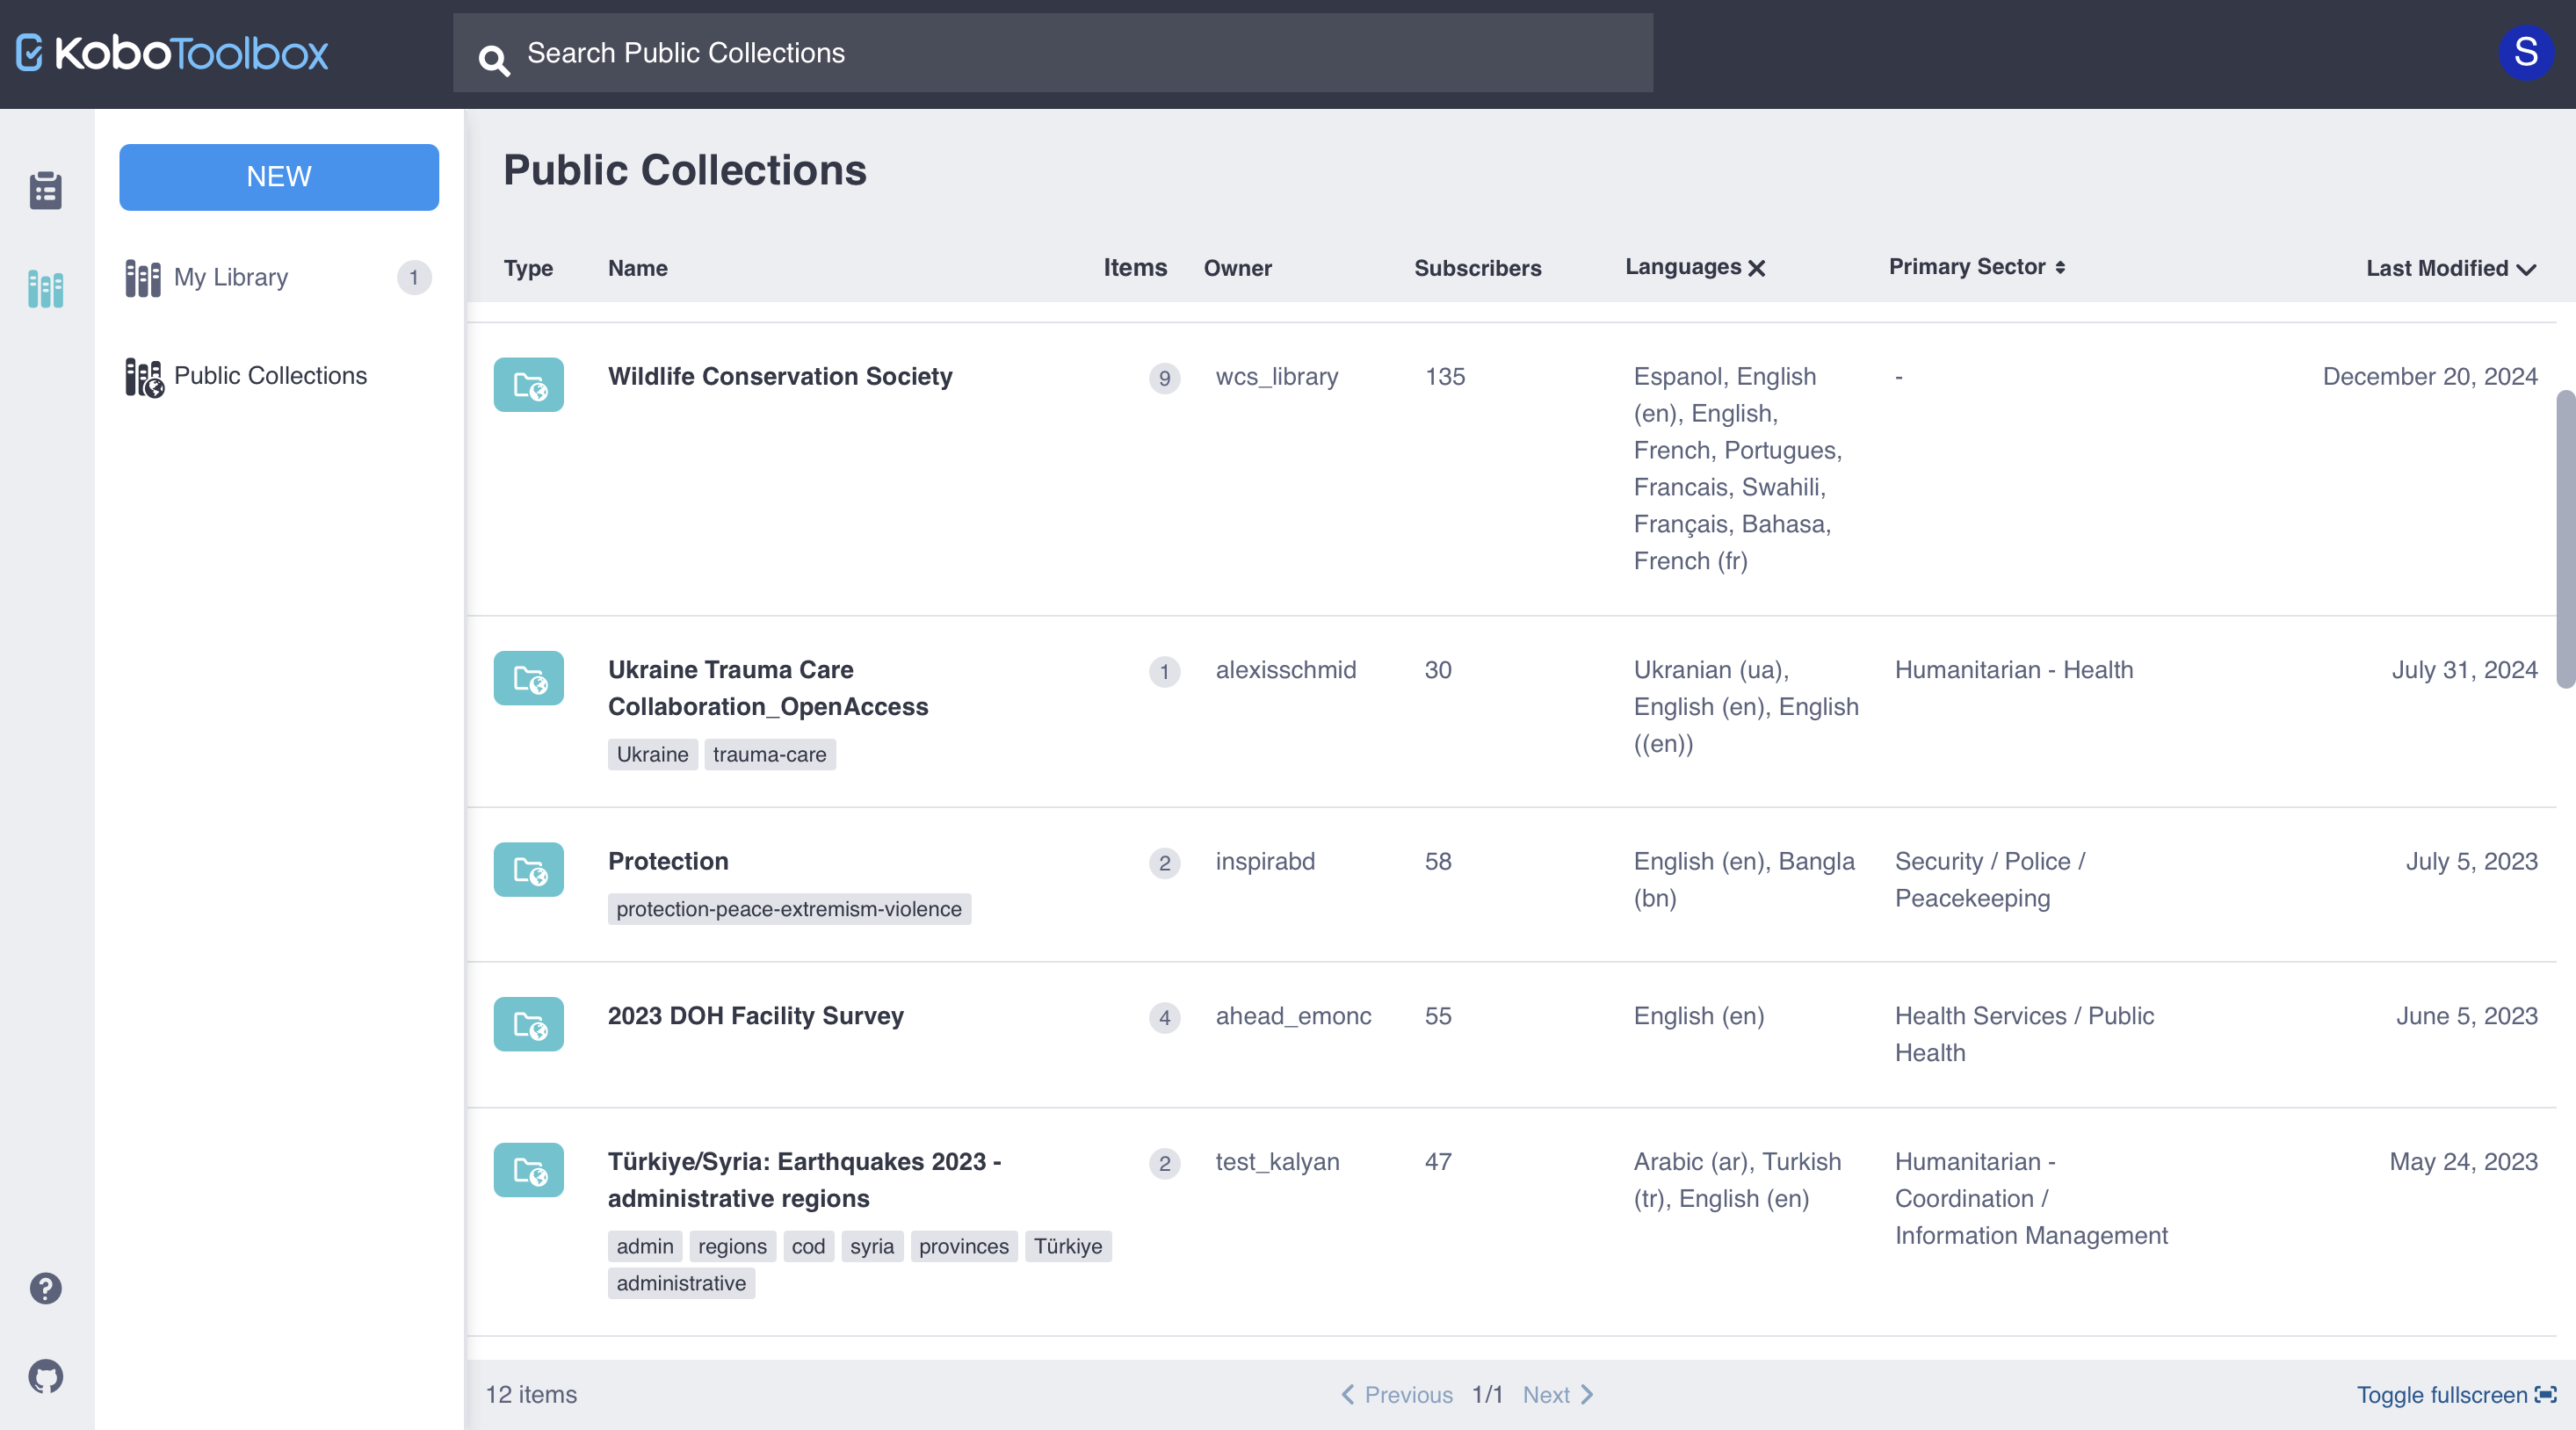 KoboToolbox
Search Public Collections
S
NEW
My Library 1
Public Collections
Public Collections
Type Name Items Owner Subscribers Languages Primary Sector Last Modified
Wildlife Conservation Society 9 wcs_library 135 Espanol, English - December 20, 2024
(en), English,
French, Portugues,
Francais, Swahili,
Français, Bahasa,
French (fr)
Ukraine Trauma Care 1 alexisschmid 30 Ukranian (ua), Humanitarian - Health July 31, 2024
Collaboration_OpenAccess English (en), English
((en))
Ukraine trauma-care
Protection 2 inspirabd 58 English (en), Bangla Security / Police / July 5, 2023
(bn) Peacekeeping
protection-peace-extremism-violence
2023 DOH Facility Survey 4 ahead_emonc 55 English (en) Health Services / Public June 5, 2023
Health
Türkiye/Syria: Earthquakes 2023 - 2 test_kalyan 47 Arabic (ar), Turkish Humanitarian - May 24, 2023
administrative regions (tr), English (en) Coordination /
Information Management
admin regions cod syria provinces Türkiye
administrative
12 items Previous 1/1 Next Toggle fullscreen